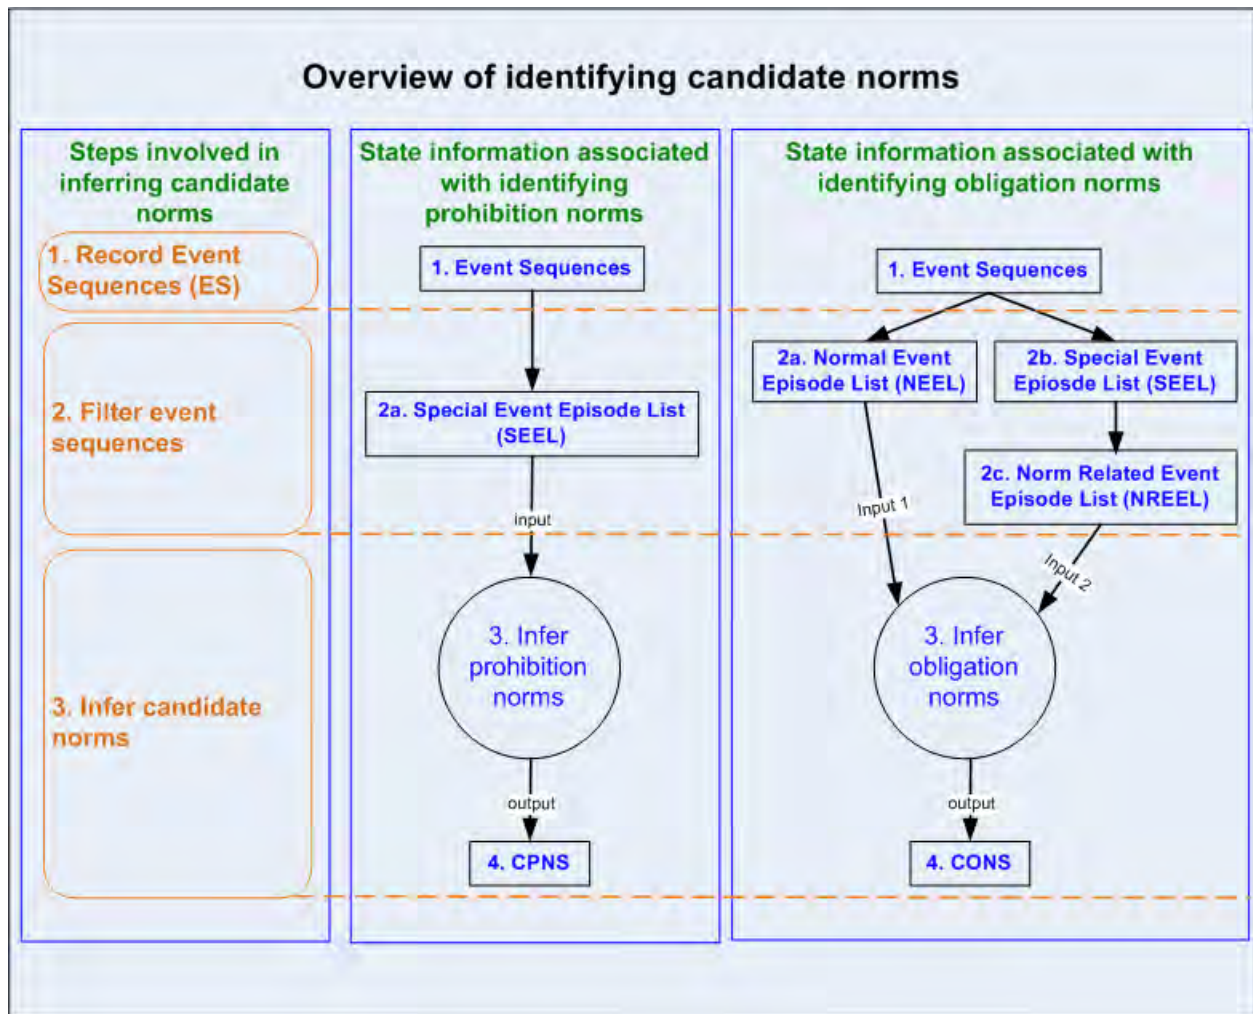 Overview of identifying candidate norms
Steps involved in
inferring candidate
norms
1. Record Event
Sequences (ES)
2. Filter event
sequences
3. Infer candidate
norms
State information associated
with identifying
prohibition norms
1. Event Sequences
2a. Special Event Episode List
(SEEL)
input
3. Infer
prohibition
norms
output
4. CPNS
State information associated with
identifying obligation norms
1. Event Sequences
2a. Normal Event
Episode List (NEEL)
2b. Special Event
Epiosde List (SEEL)
2c. Norm Related Event
Episode List (NREEL)
Input 1
Input 2
3. Infer
obligation
norms
output
4. CONS